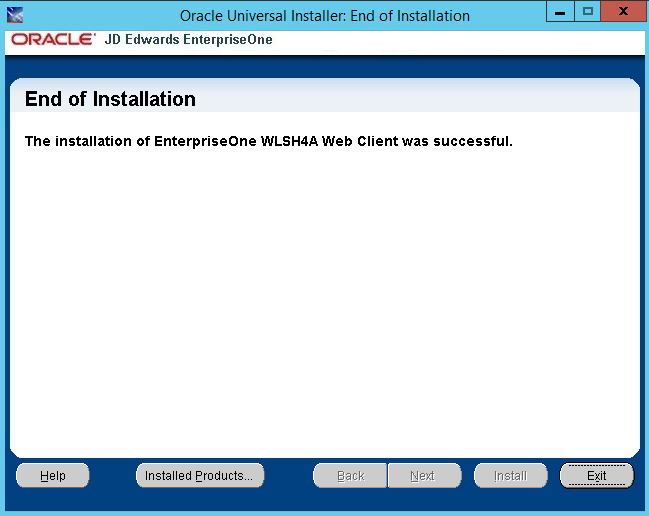 Oracle Universal Installer: End of Installation
ORACLE JD Edwards EnterpriseOne
End of Installation
The installation of EnterpriseOne WLSH4A Web Client was successful.
Help Installed Products... Back Next Install Exit